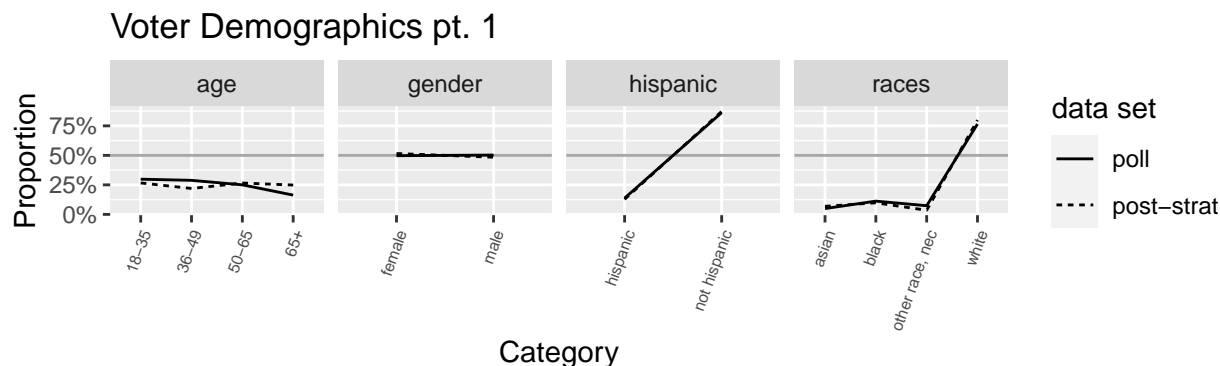 Voter Demographics pt. 1
age
gender
hispanic
races
Proportion
75%
50%
25%
0%
18−35
36−49
50−65
65+
female
male
hispanic
not hispanic
asian
black
other race, nec
white
Category
data set
poll
post−strat